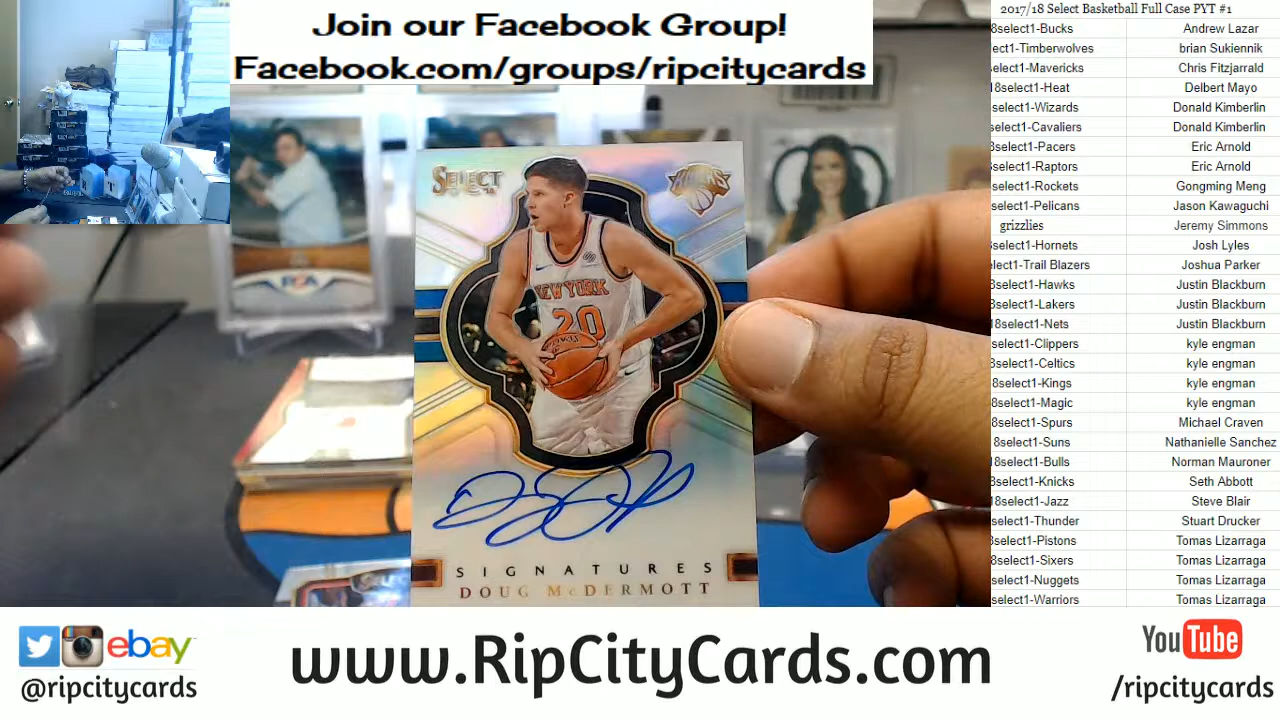 Join our Facebook Group!
Facebook.com/groups/ripcitycards
SELECT
KNICKS
NEW YORK
20
SIGNATURES
DOUG McDERMOTT
2017/18 Select Basketball Full Case PYT #1
8select1-Bucks Andrew Lazar
ect1-Timberwolves brian Sukiennik
elect1-Mavericks Chris Fitzjarrald
18select1-Heat Delbert Mayo
select1-Wizards Donald Kimberlin
elect1-Cavaliers Donald Kimberlin
select1-Pacers Eric Arnold
select1-Raptors Eric Arnold
select1-Rockets Gongming Meng
select1-Pelicans Jason Kawaguchi
grizzlies Jeremy Simmons
select1-Hornets Josh Lyles
lect1-Trail Blazers Joshua Parker
select1-Hawks Justin Blackburn
select1-Lakers Justin Blackburn
18select1-Nets Justin Blackburn
select1-Clippers kyle engman
select1-Celtics kyle engman
8select1-Kings kyle engman
8select1-Magic kyle engman
8select1-Spurs Michael Craven
8select1-Suns Nathanielle Sanchez
18select1-Bulls Norman Mauroner
select1-Knicks Seth Abbott
18select1-Jazz Steve Blair
select1-Thunder Stuart Drucker
select1-Pistons Tomas Lizarraga
8select1-Sixers Tomas Lizarraga
select1-Nuggets Tomas Lizarraga
select1-Warriors Tomas Lizarraga
ebay
@ripcitycards
www.RipCityCards.com
YouTube
/ripcitycards